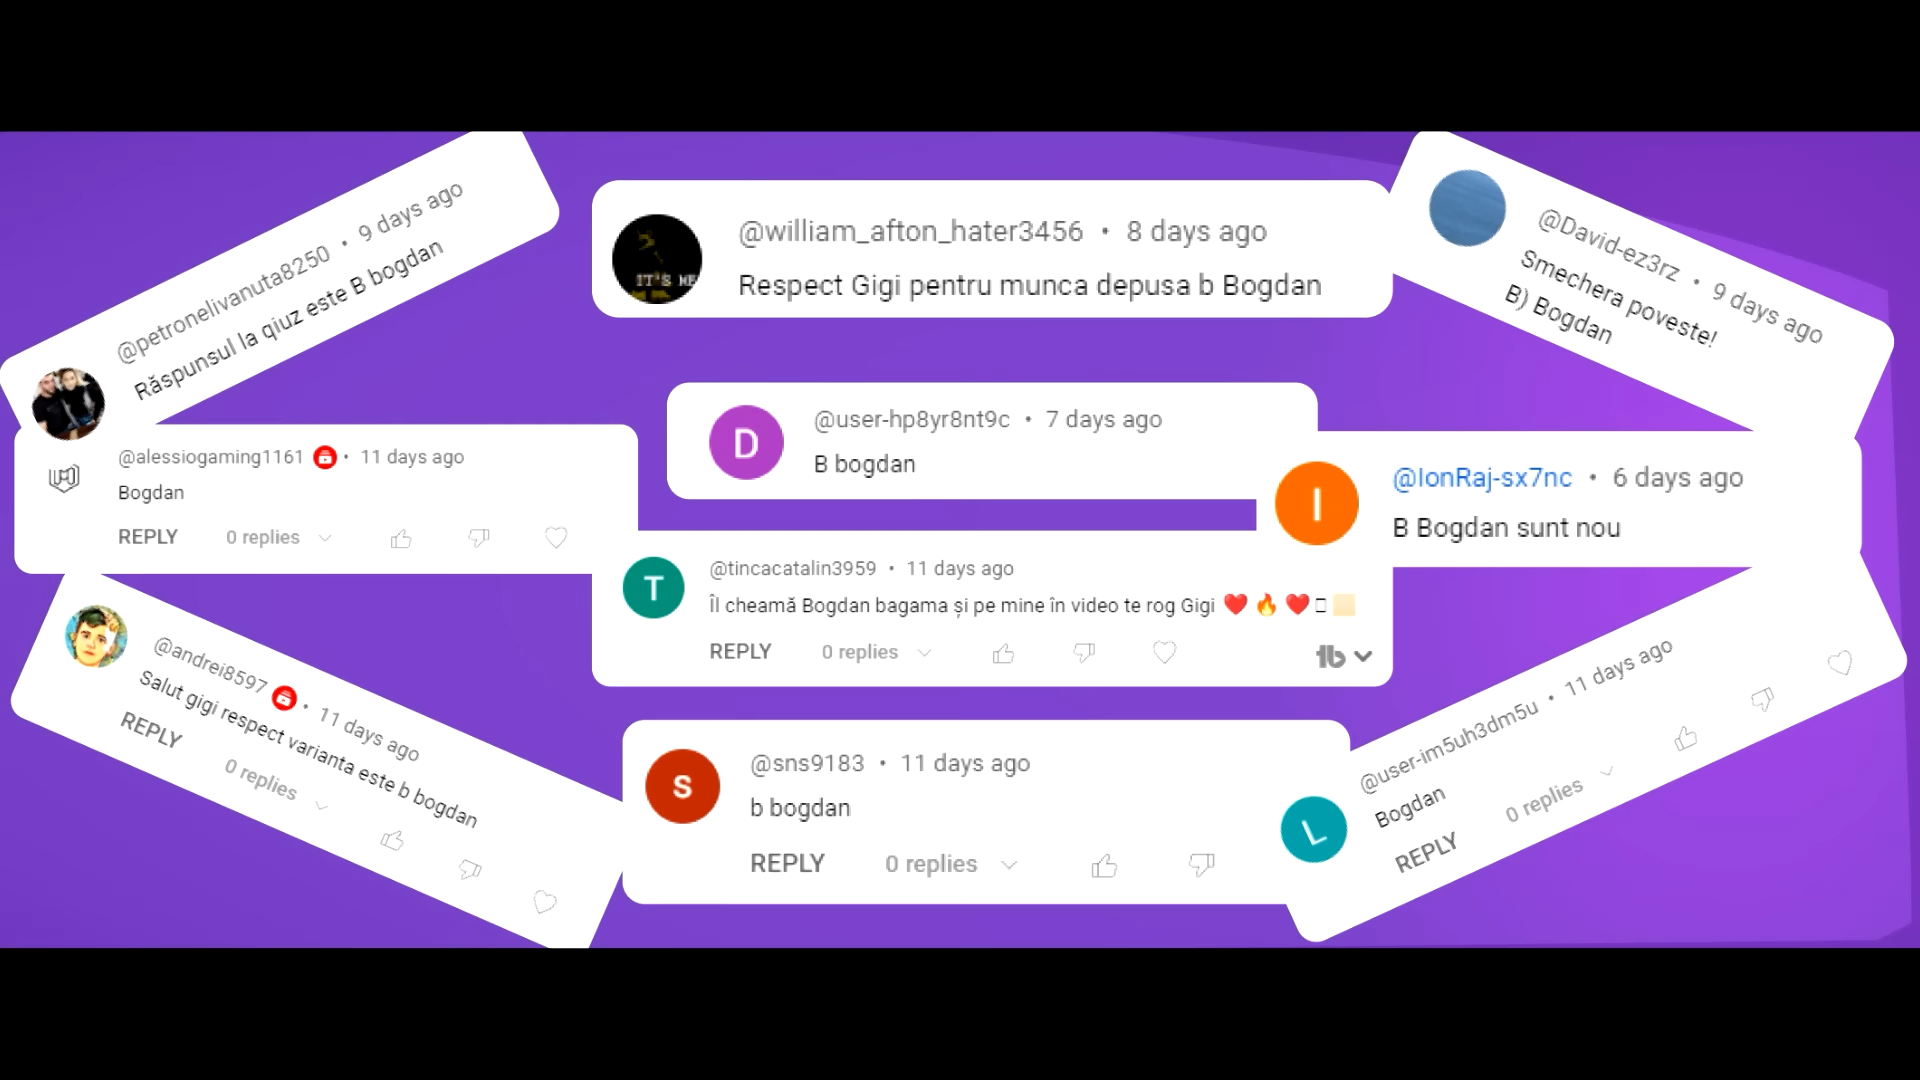 @petronelivanuta8250 • 9 days ago
Răspunsul la qiuz este B bogdan
IT'S ME
@william_afton_hater3456 • 8 days ago
Respect Gigi pentru munca depusa b Bogdan
@David-ez3rz • 9 days ago
Smechera poveste!
B) Bogdan
@alessiogaming1161 • 11 days ago
Bogdan
REPLY 0 replies
D
@user-hp8yr8nt9c • 7 days ago
B bogdan
I
@IonRaj-sx7nc • 6 days ago
B Bogdan sunt nou
T
@tincacatalin3959 • 11 days ago
Îl cheamă Bogdan bagama și pe mine în video te rog Gigi ❤️ 🔥 ❤️
REPLY 0 replies
@andrei8597 • 11 days ago
Salut gigi respect varianta este b bogdan
REPLY 0 replies
S
@sns9183 • 11 days ago
b bogdan
REPLY 0 replies
L
@user-im5uh3dm5u • 11 days ago
Bogdan
REPLY 0 replies